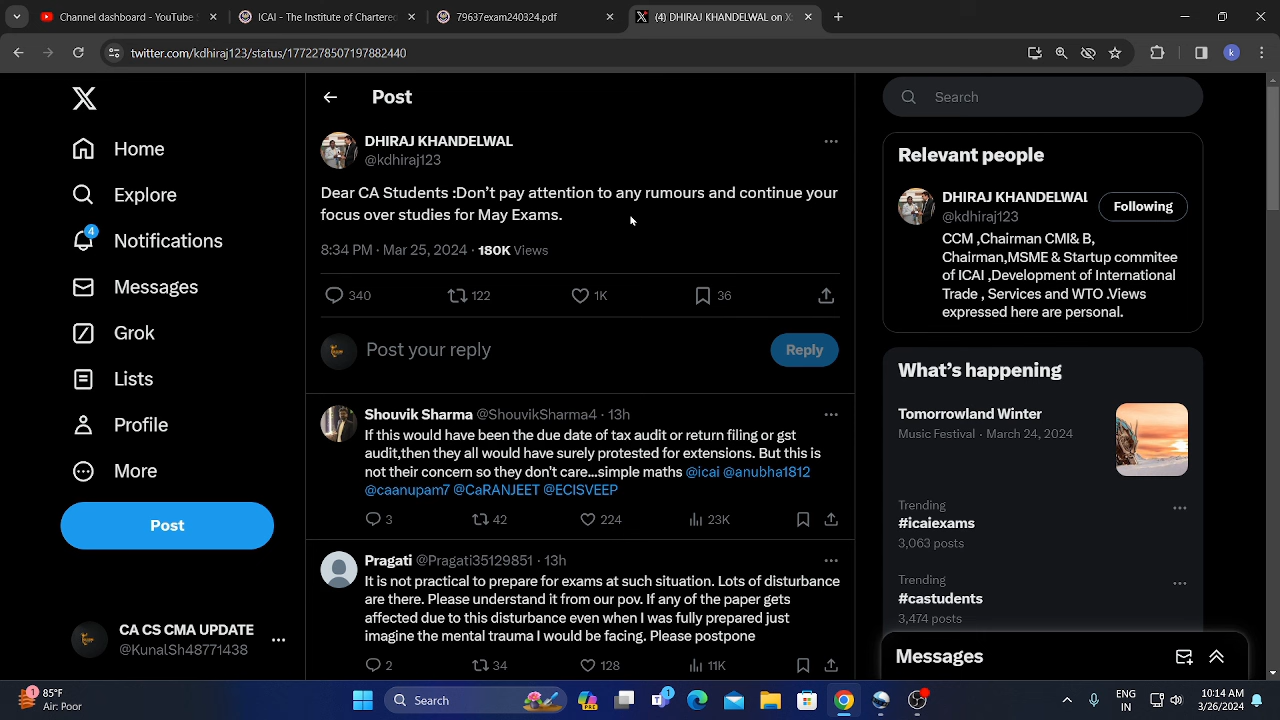 Channel dashboard - YouTube S
ICAI - The Institute of Chartered
79637exam240324.pdf
(4) DHIRAJ KHANDELWAL on X:
twitter.com/kdhiraj123/status/1772278507197882440
k
X
Home
Explore
4
Notifications
Messages
Grok
Lists
Profile
More
Post
CA CS CMA UPDATE
@KunalSh48771438
Post
DHIRAJ KHANDELWAL
@kdhiraj123
Dear CA Students :Don't pay attention to any rumours and continue your
focus over studies for May Exams.
8:34 PM · Mar 25, 2024 · 180K Views
340 122 1K 36
Post your reply
Reply
Shouvik Sharma @ShouvikSharma4 · 13h
If this would have been the due date of tax audit or return filing or gst
audit,then they all would have surely protested for extensions. But this is
not their concern so they don't care...simple maths @icai @anubha1812
@caanupam7 @CaRANJEET @ECISVEEP
3 42 224 23K
Pragati @Pragati35129851 · 13h
It is not practical to prepare for exams at such situation. Lots of disturbance
are there. Please understand it from our pov. If any of the paper gets
affected due to this disturbance even when I was fully prepared just
imagine the mental trauma I would be facing. Please postpone
2 34 128 11K
Search
Relevant people
DHIRAJ KHANDELWAL
@kdhiraj123
Following
CCM ,Chairman CMI& B,
Chairman,MSME & Startup commitee
of ICAI ,Development of International
Trade , Services and WTO .Views
expressed here are personal.
What's happening
Tomorrowland Winter
Music Festival · March 24, 2024
Trending
#icaiexams
3,063 posts
Trending
#castudents
3,474 posts
Messages
1
85°F
Air: Poor
Search
PRE
1
ENG
IN
10:14 AM
3/26/2024